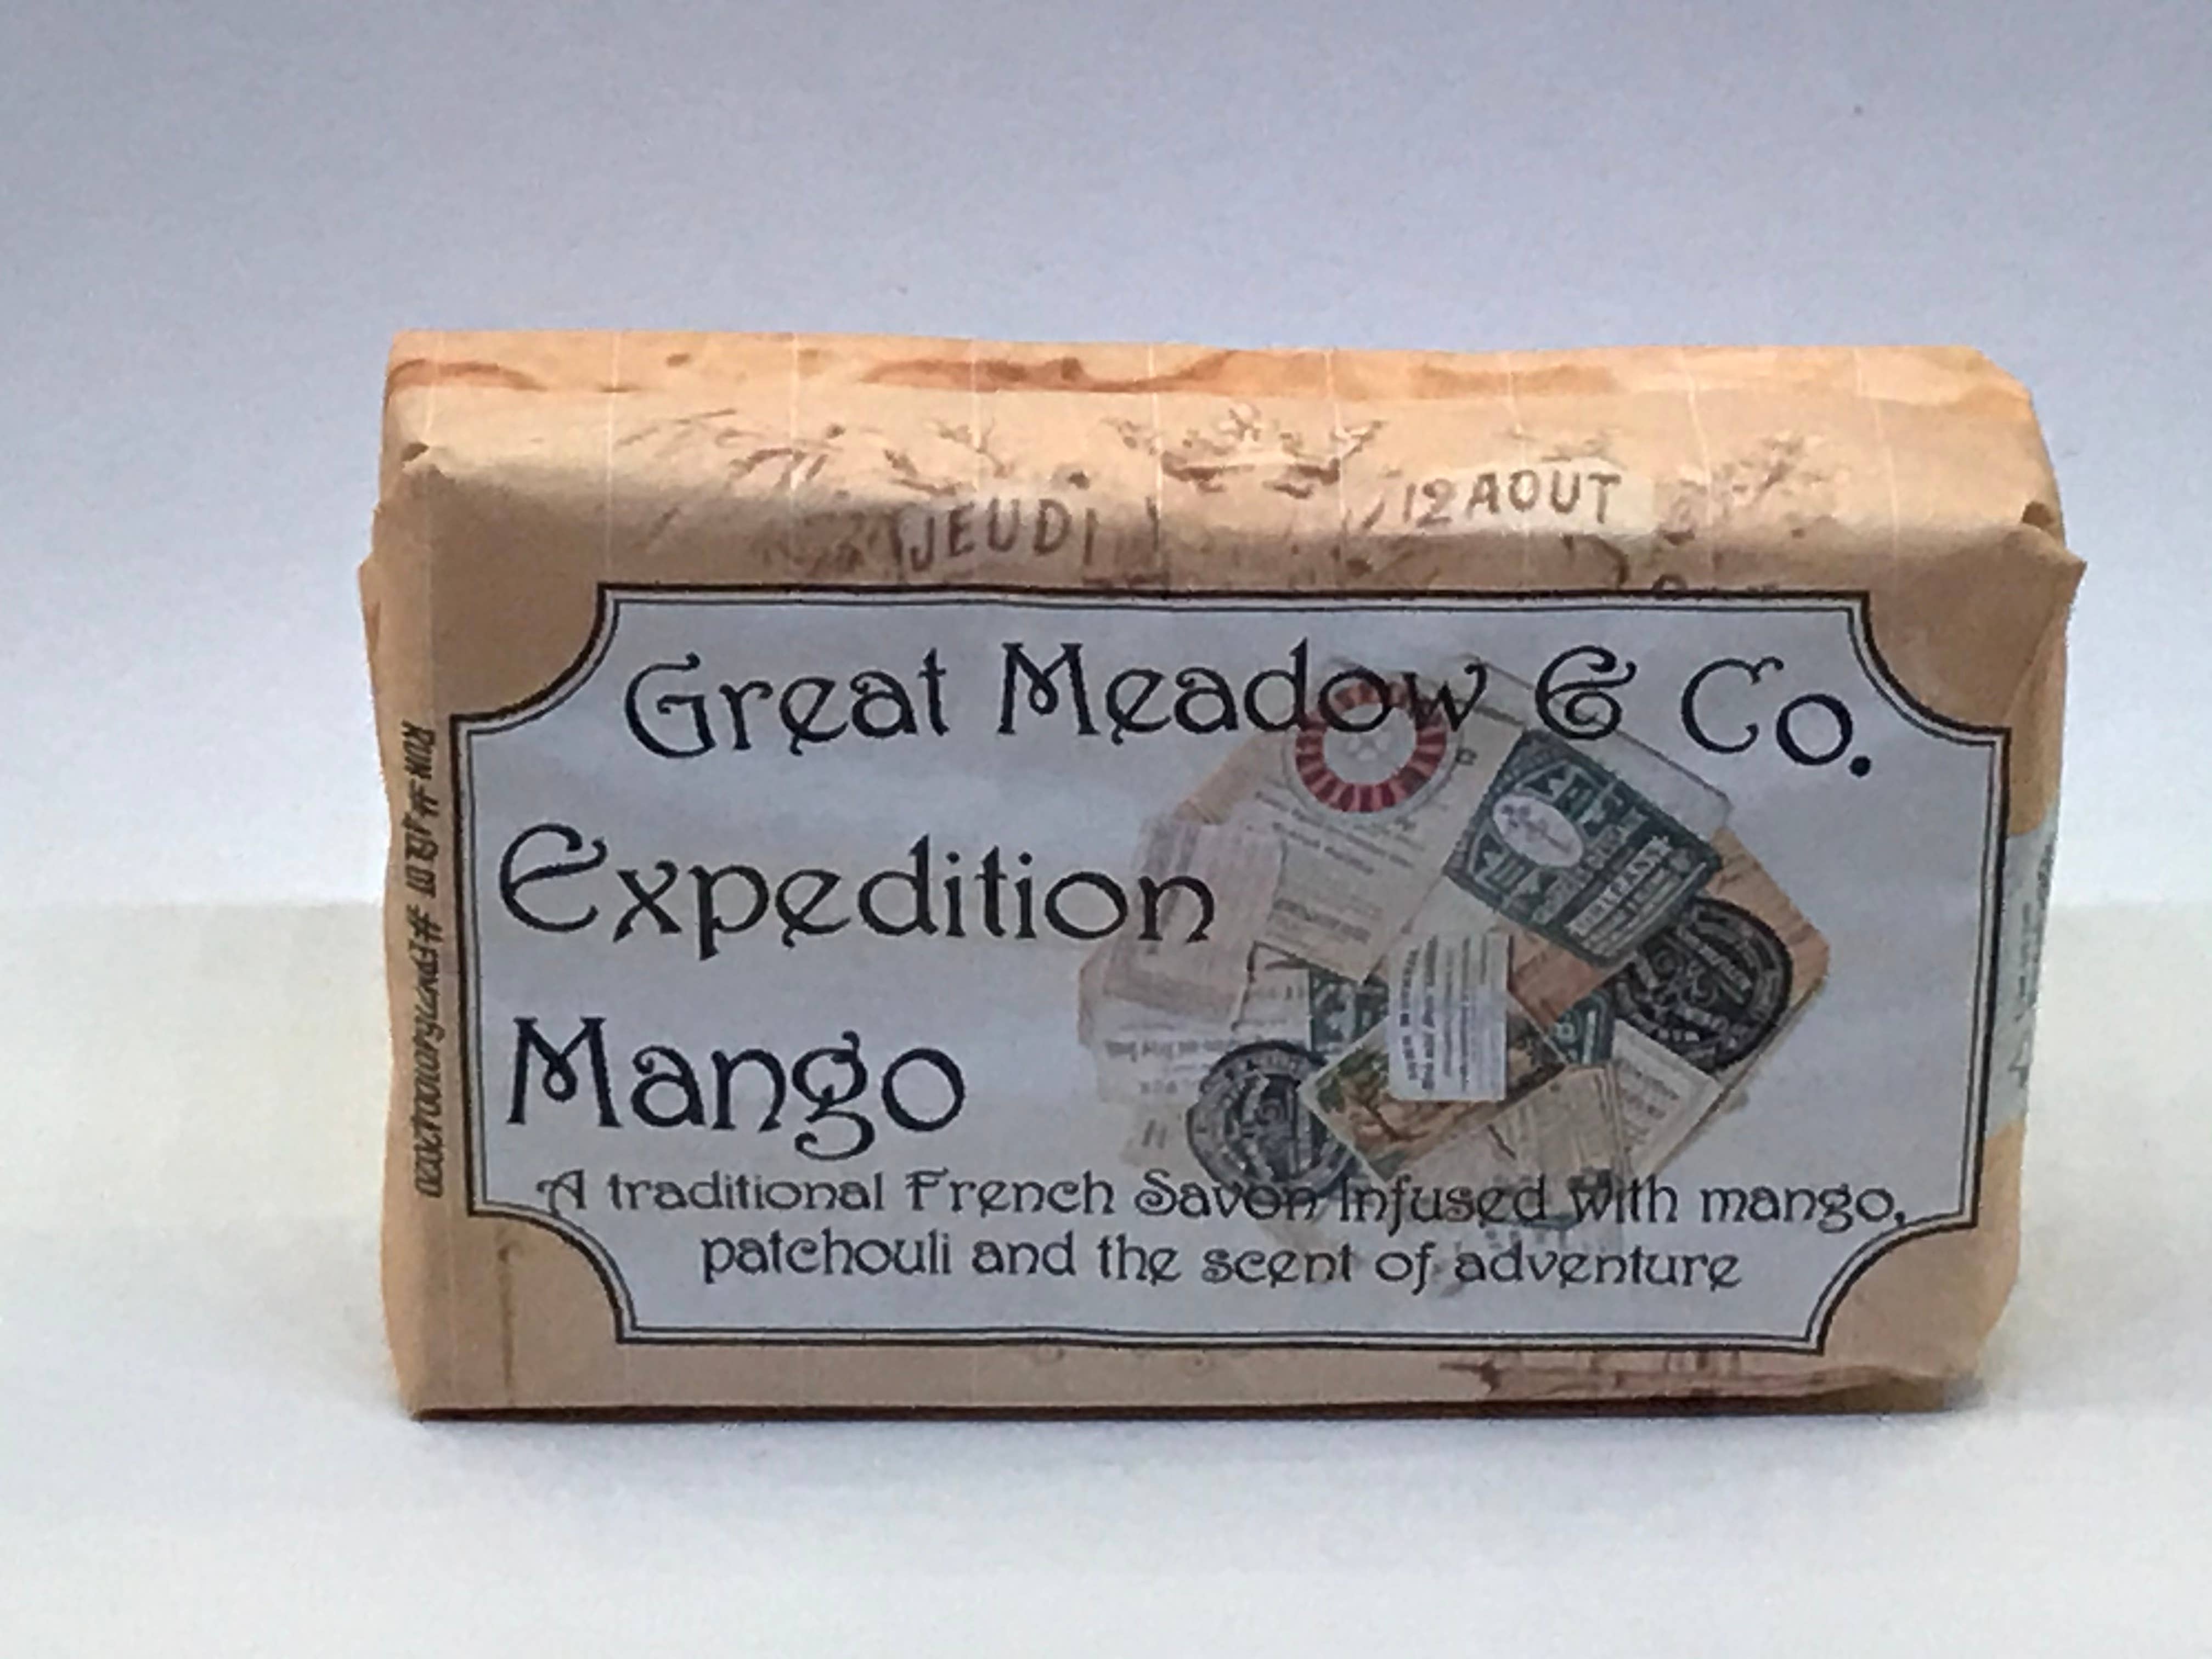 JEUDI 12 AOUT
Great Meadow & Co.
Expedition
Mango
A traditional French Savon Infused with mango,
patchouli and the scent of adventure